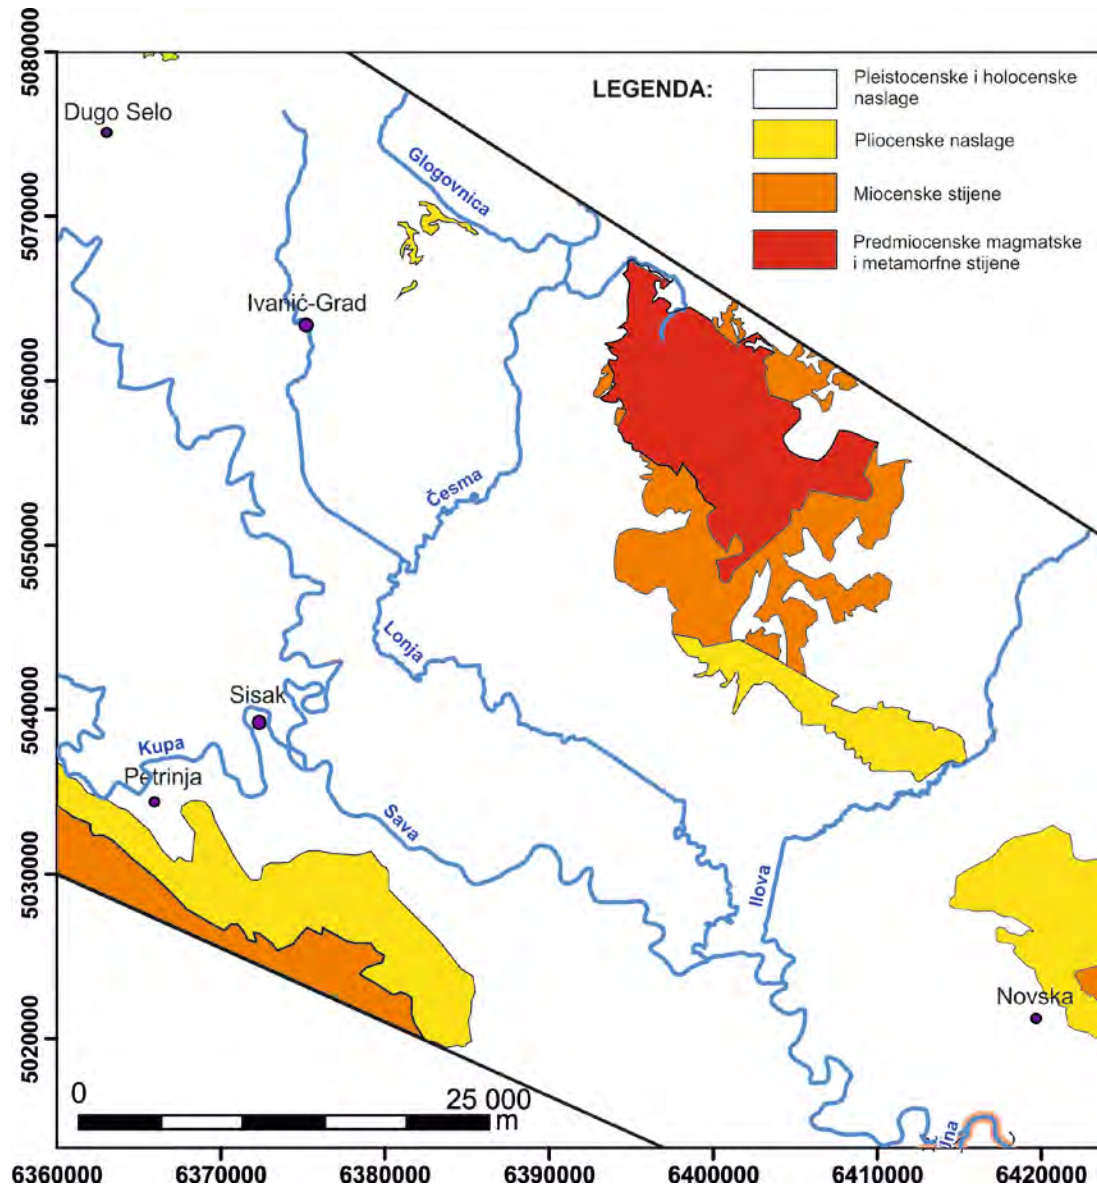 5080000
5070000
5060000
5050000
5040000
5030000
5020000
LEGENDA:
Pleistocenske i holocenske
naslage
Pliocenske naslage
Miocenske stijene
Predmiocenske magmatske
i metamorfne stijene
Dugo Selo
Glogovnica
Ivanić-Grad
Česma
Lonja
Sisak
Kupa
Petrinja
Sava
Ilova
Novska
0
25 000
m
6360000
6370000
6380000
6390000
6400000
6410000
6420000